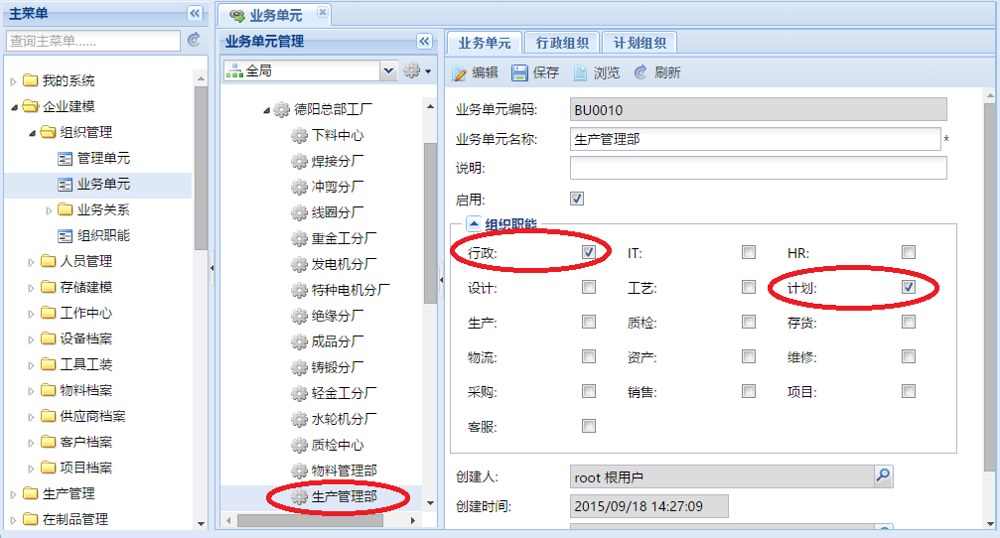 主菜单
查询主菜单......
我的系统
企业建模
组织管理
管理单元
业务单元
业务关系
组织职能
人员管理
存储建模
工作中心
设备档案
工具工装
物料档案
供应商档案
客户档案
项目档案
生产管理
在制品管理
业务单元
业务单元管理
全局
德阳总部工厂
下料中心
焊接分厂
冲剪分厂
线圈分厂
重金工分厂
发电机分厂
特种电机分厂
绝缘分厂
成品分厂
铸锻分厂
轻金工分厂
水轮机分厂
质检中心
物料管理部
生产管理部
业务单元 行政组织 计划组织
编辑 保存 浏览 刷新
业务单元编码: BU0010
业务单元名称: 生产管理部 *
说明:
启用:
组织职能
行政: IT: HR:
设计: 工艺: 计划:
生产: 质检: 存货:
物流: 资产: 维修:
采购: 销售: 项目:
客服:
创建人: root 根用户
创建时间: 2015/09/18 14:27:09